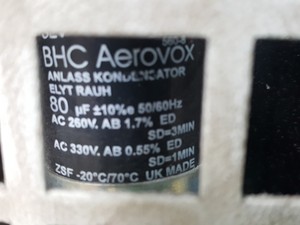 BHC Aerovox
ANLASS KONDENSATOR
ELYT RAUH
80 µF ±10%e 50/60Hz
AC 260V. AB 1.7% ED
SD=3MIN
AC 330V. AB 0.55% ED
SD=1MIN
ZSF -20°C/70°C UK MADE